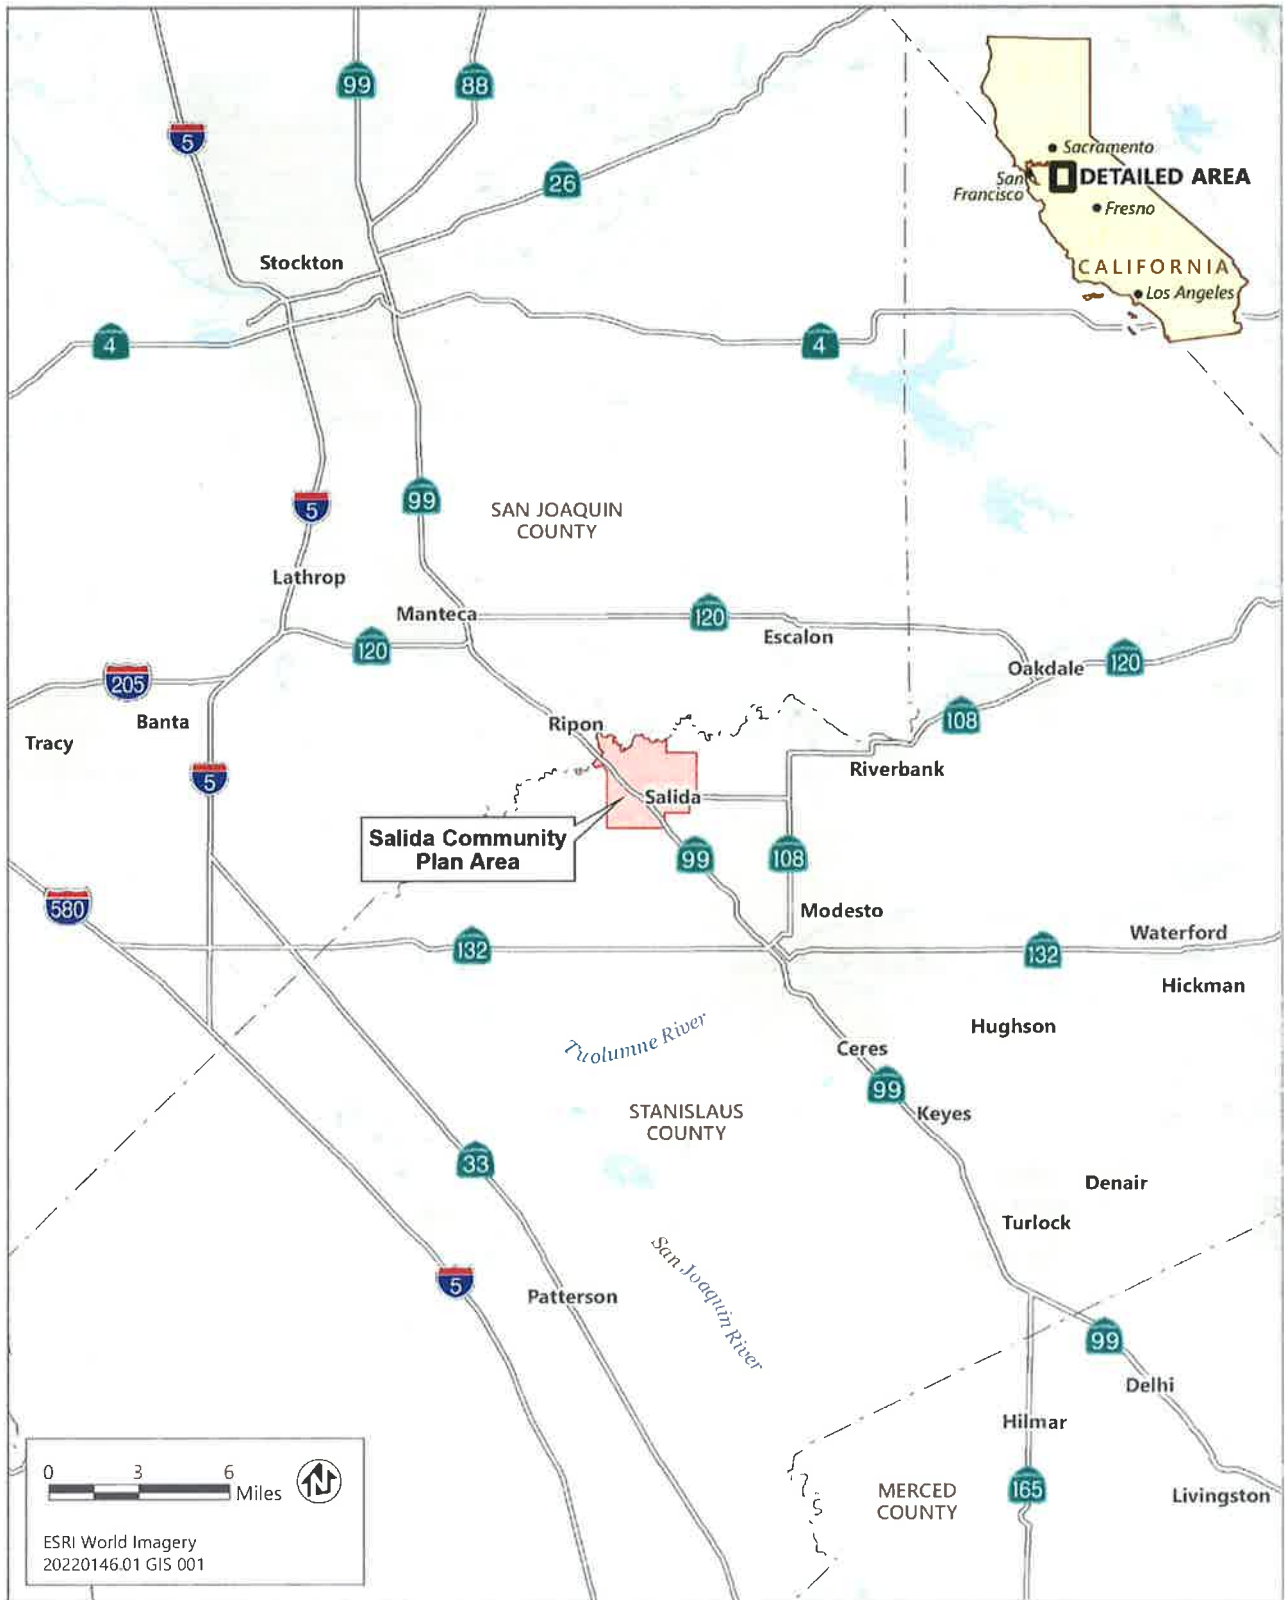 99
88
5
26
Sacramento
San
Francisco
DETAILED AREA
Fresno
CALIFORNIA
Los Angeles
Stockton
4
4
5
99
SAN JOAQUIN
COUNTY
Lathrop
Manteca
120
Escalon
120
Oakdale
120
205
Banta
Tracy
Ripon
108
Riverbank
5
Salida
Salida Community
Plan Area
99
108
580
Modesto
132
132
Waterford
Hickman
Hughson
Tuolumne River
Ceres
99
Keyes
STANISLAUS
COUNTY
33
Denair
Turlock
San Joaquin River
5
Patterson
99
Delhi
Hilmar
165
MERCED
COUNTY
Livingston
0 3 6
Miles
N
ESRI World Imagery
20220146.01 GIS 001